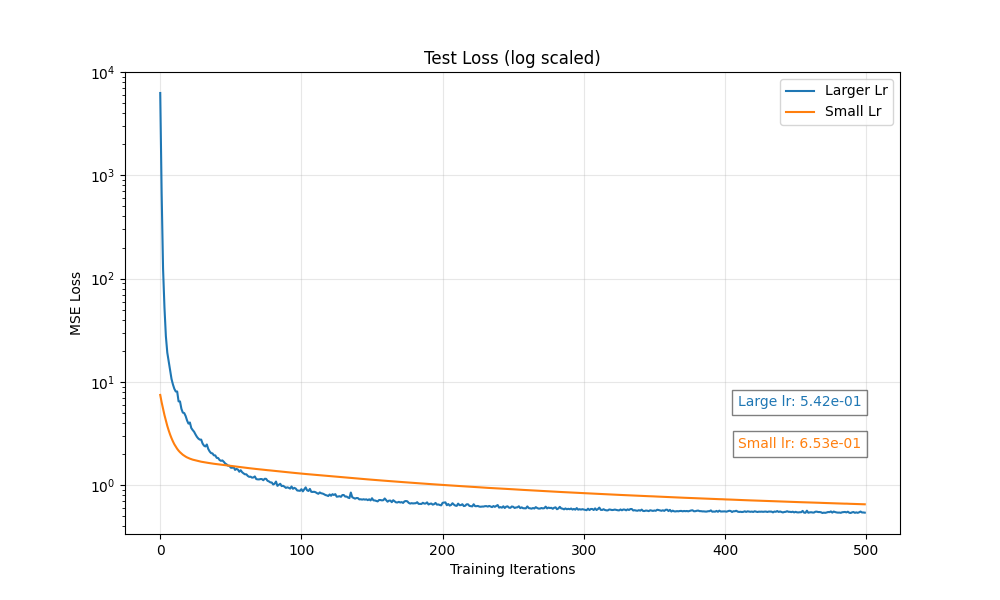 Test Loss (log scaled)
Larger Lr
Small Lr
MSE Loss
10^4
10^3
10^2
10^1
10^0
Large lr: 5.42e-01
Small lr: 6.53e-01
0 100 200 300 400 500
Training Iterations